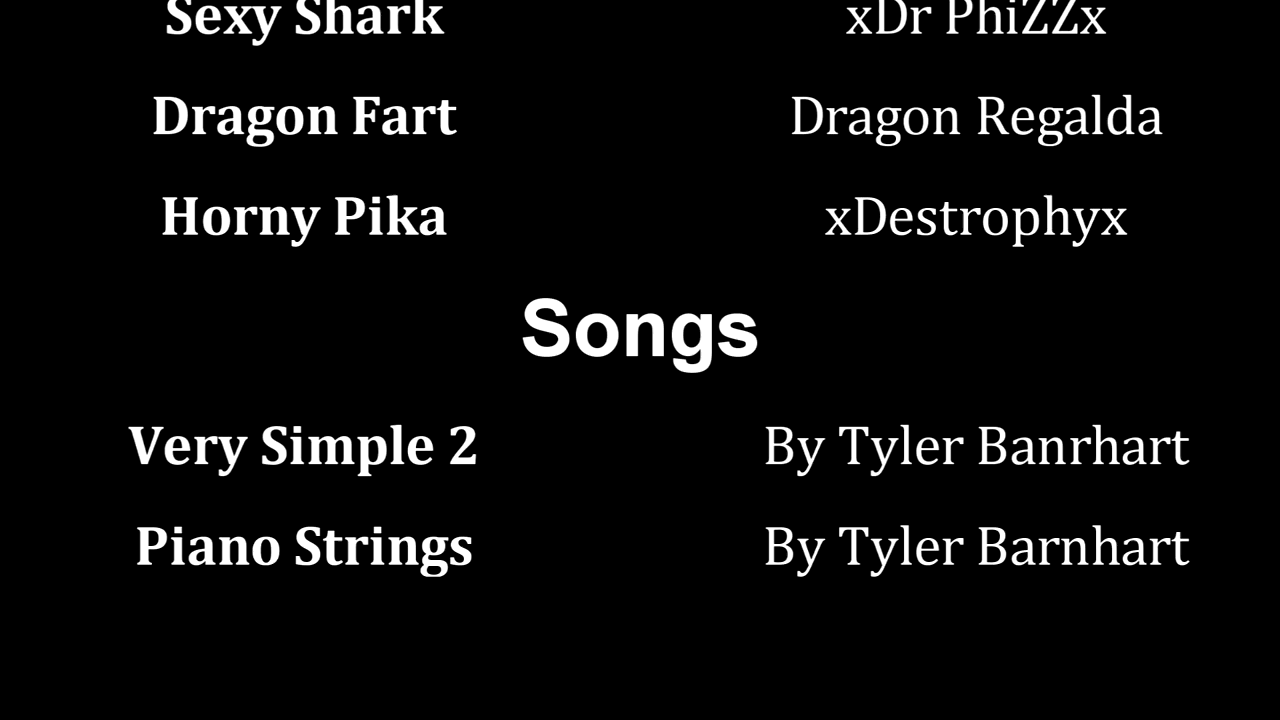 Sexy Shark xDr PhiZZx
Dragon Fart Dragon Regalda
Horny Pika xDestrophyx
Songs
Very Simple 2 By Tyler Banrhart
Piano Strings By Tyler Barnhart